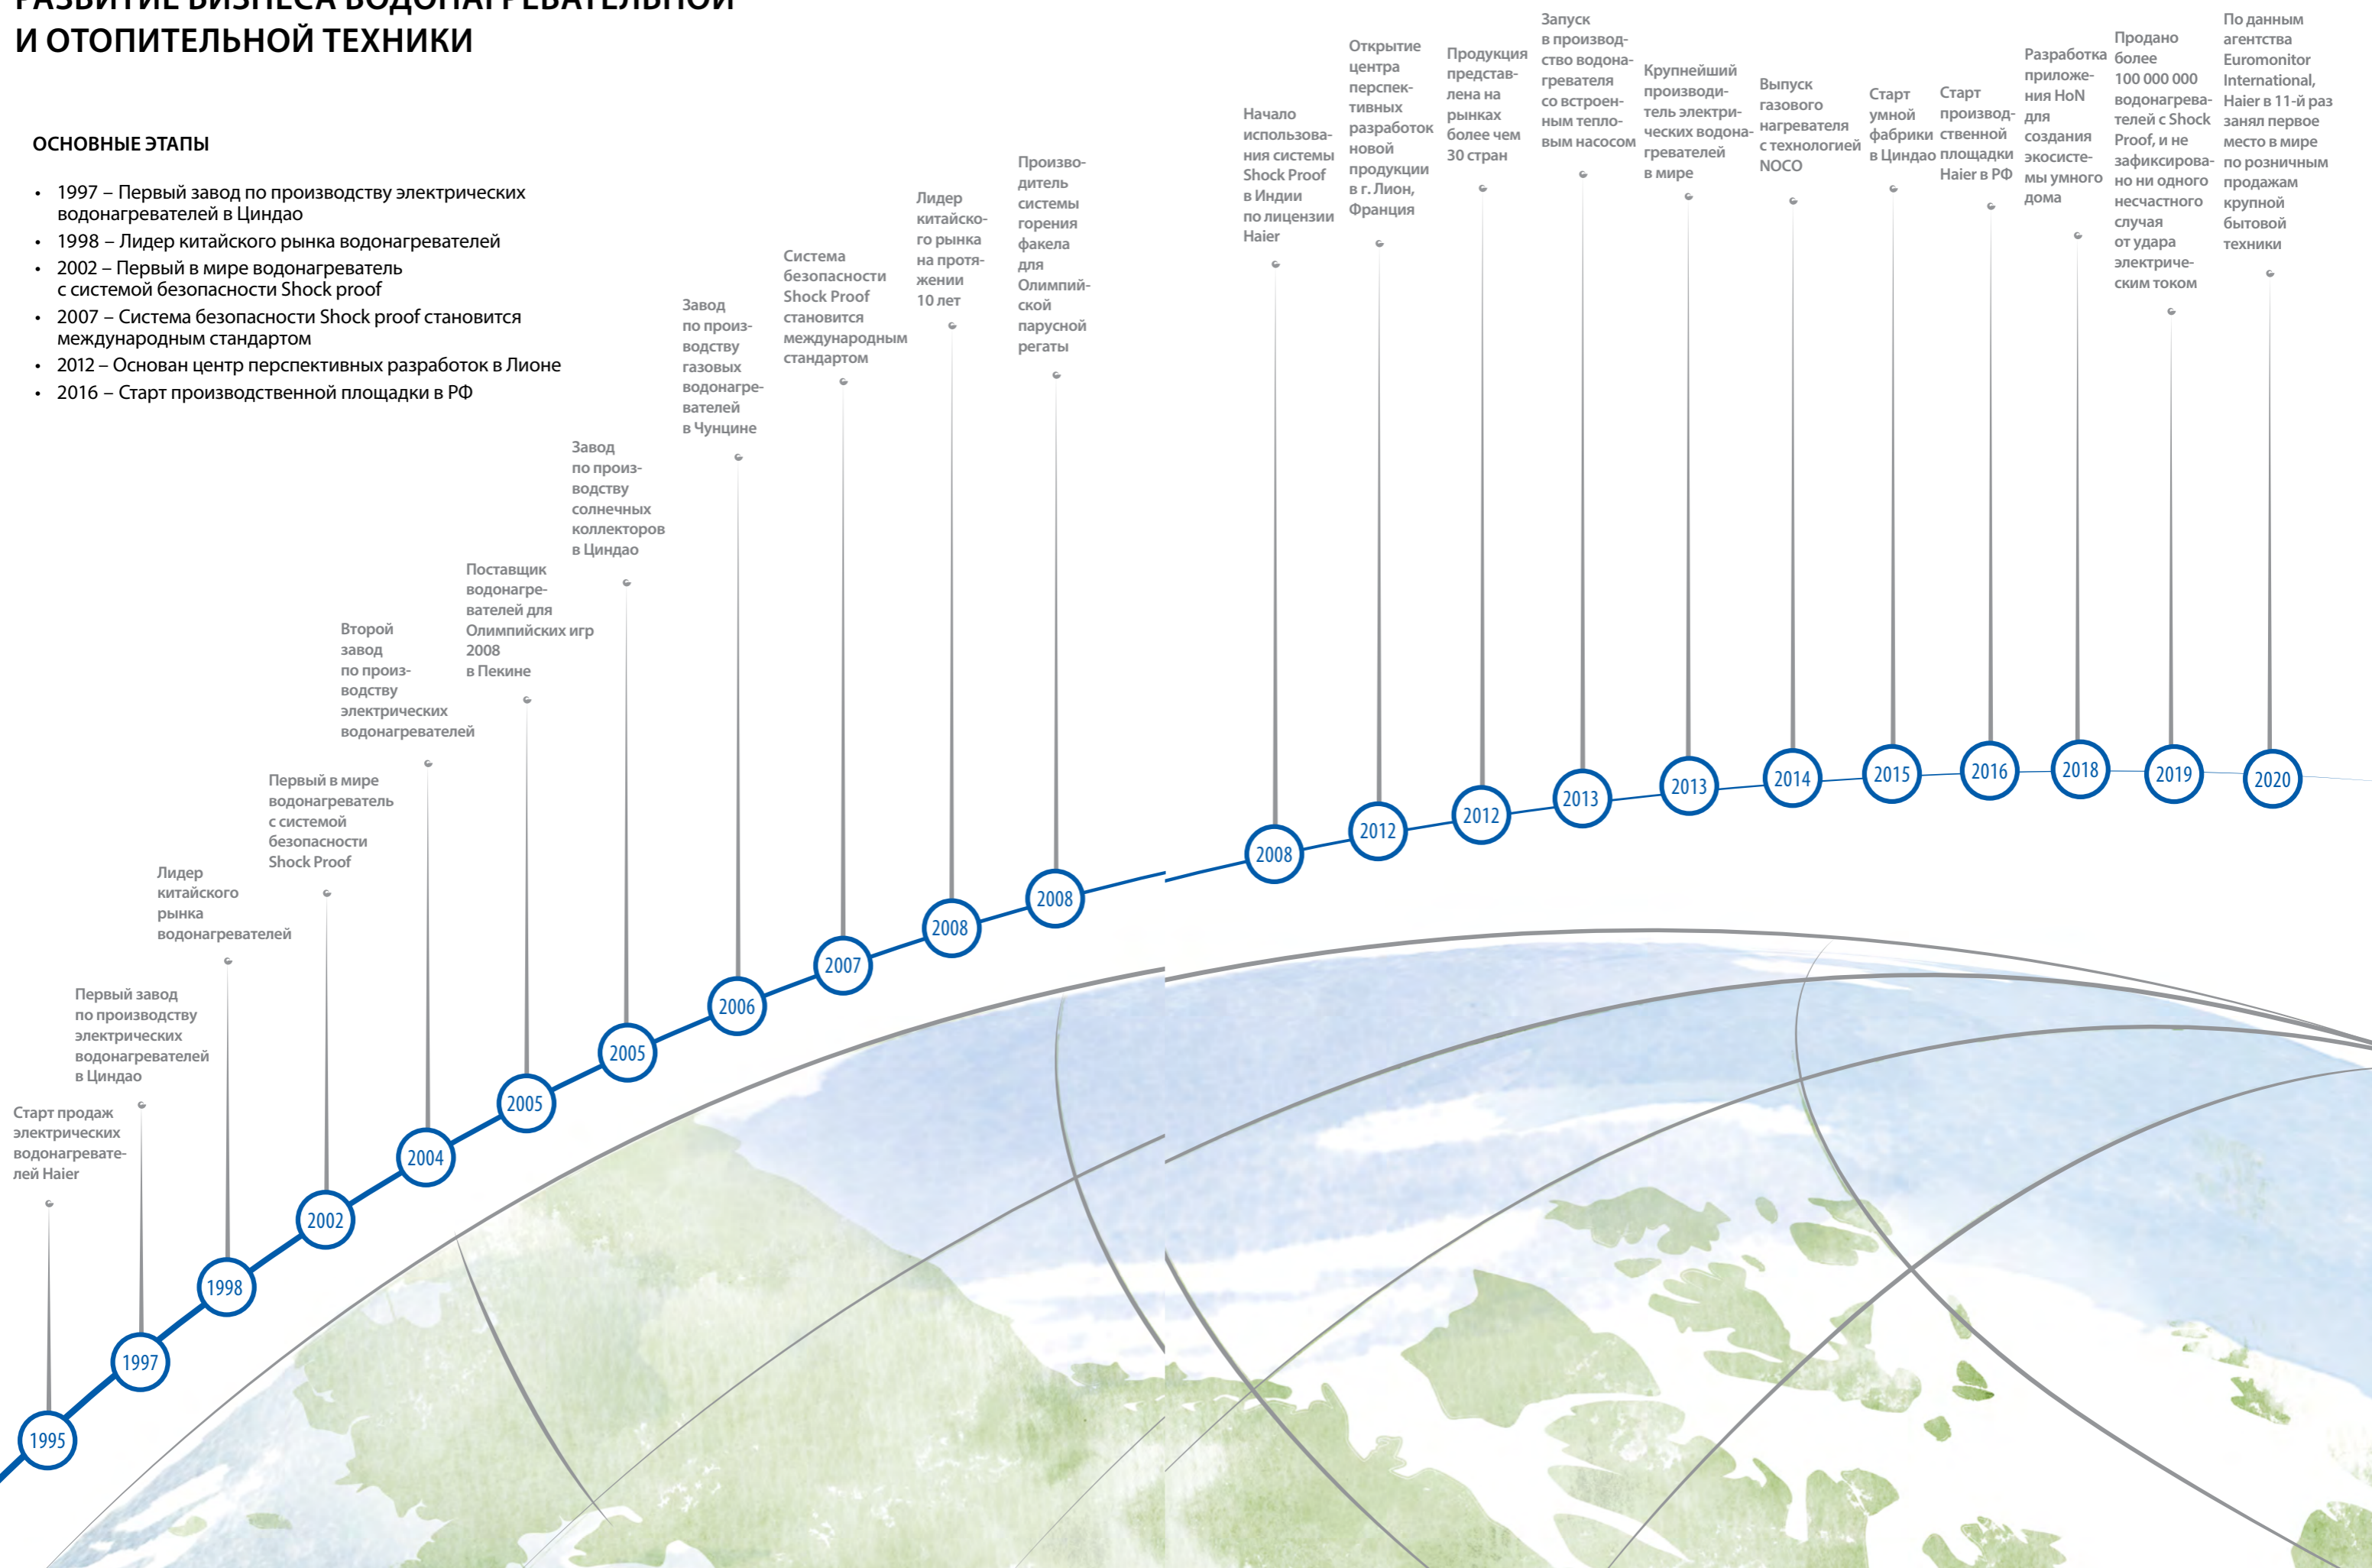 РАЗВИТИЕ БИЗНЕСА ВОДОНАГРЕВАТЕЛЬНОЙ
И ОТОПИТЕЛЬНОЙ ТЕХНИКИ
ОСНОВНЫЕ ЭТАПЫ
• 1997 – Первый завод по производству электрических
водонагревателей в Циндао
• 1998 – Лидер китайского рынка водонагревателей
• 2002 – Первый в мире водонагреватель
с системой безопасности Shock proof
• 2007 – Система безопасности Shock proof становится
международным стандартом
• 2012 – Основан центр перспективных разработок в Лионе
• 2016 – Старт производственной площадки в РФ
Старт продаж
электрических
водонагревате-
лей Haier
1995
Первый завод
по производству
электрических
водонагревателей
в Циндао
1997
Лидер
китайского
рынка
водонагревателей
1998
Первый в мире
водонагреватель
с системой
безопасности
Shock Proof
2002
Второй
завод
по произ-
водству
электрических
водонагревателей
2004
Поставщик
водонагре-
вателей для
Олимпийских игр
2008
в Пекине
2005
Завод
по произ-
водству
солнечных
коллекторов
в Циндао
2005
Завод
по произ-
водству
газовых
водонагре-
вателей
в Чунцине
2006
Система
безопасности
Shock Proof
становится
международным
стандартом
2007
Лидер
китайско-
го рынка
на протя-
жении
10 лет
2008
Произво-
дитель
системы
горения
факела
для
Олимпий-
ской
парусной
регаты
2008
Начало
использова-
ния системы
Shock Proof
в Индии
по лицензии
Haier
2008
Открытие
центра
перспек-
тивных
разработок
новой
продукции
в г. Лион,
Франция
2012
Продукция
представ-
лена на
рынках
более чем
30 стран
2012
Запуск
в производ-
ство водона-
гревателя
со встроен-
ным тепло-
вым насосом
2013
Крупнейший
производи-
тель электри-
ческих водона-
гревателей
в мире
2013
Выпуск
газового
нагревателя
с технологией
NOCO
2014
Старт
умной
фабрики
в Циндао
2015
Старт
производ-
ственной
площадки
Haier в РФ
2016
Разработка
приложе-
ния HoN
для
создания
экосисте-
мы умного
дома
2018
Продано
более
100 000 000
водонагрева-
телей с Shock
Proof, и не
зафиксирова-
но ни одного
несчастного
случая
от удара
электриче-
ским током
2019
По данным
агентства
Euromonitor
International,
Haier в 11-й раз
занял первое
место в мире
по розничным
продажам
крупной
бытовой
техники
2020